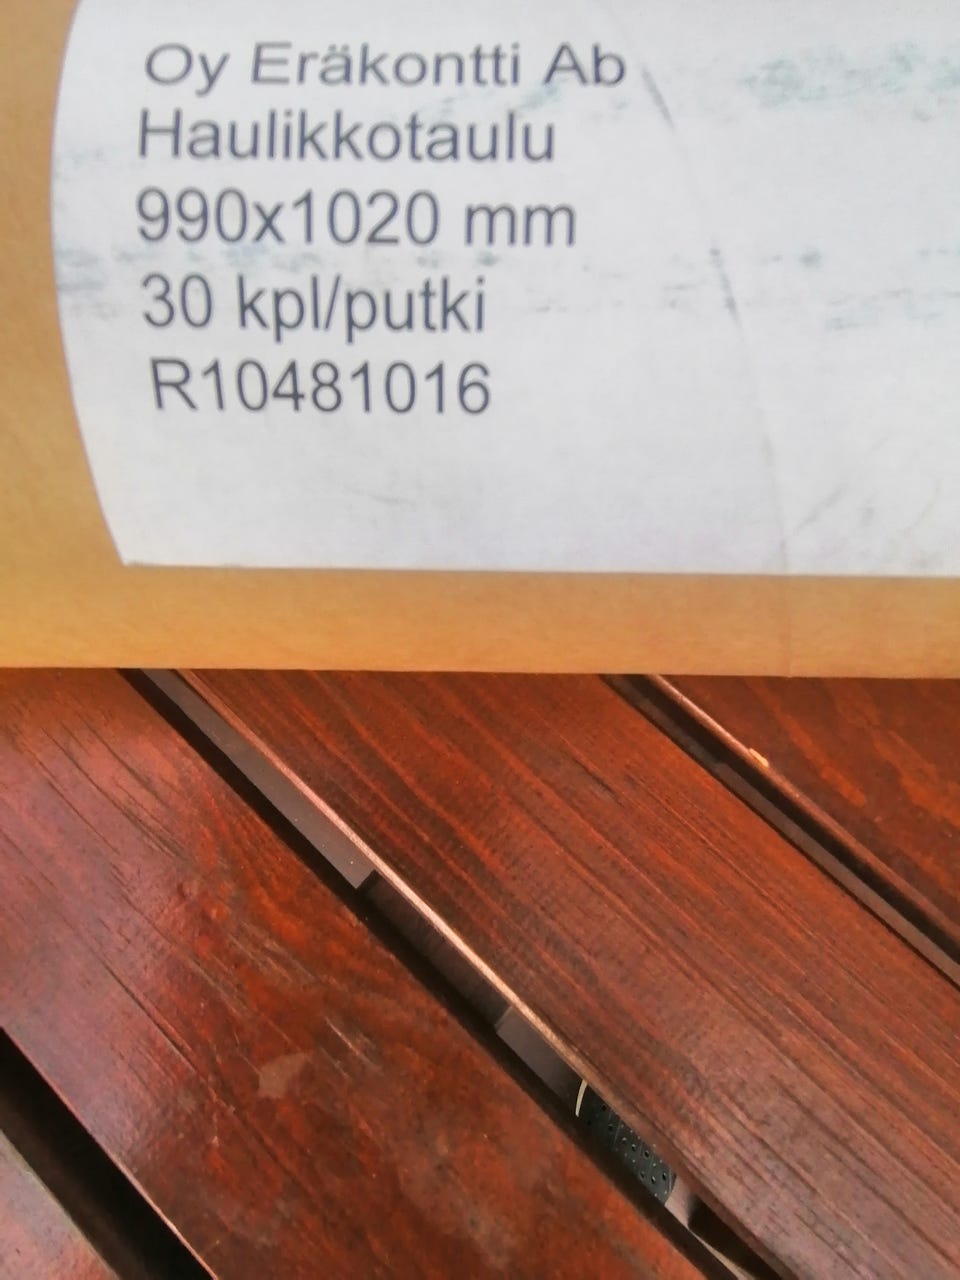 Oy Eräkontti Ab
Haulikkotaulu
990x1020 mm
30 kpl/putki
R10481016